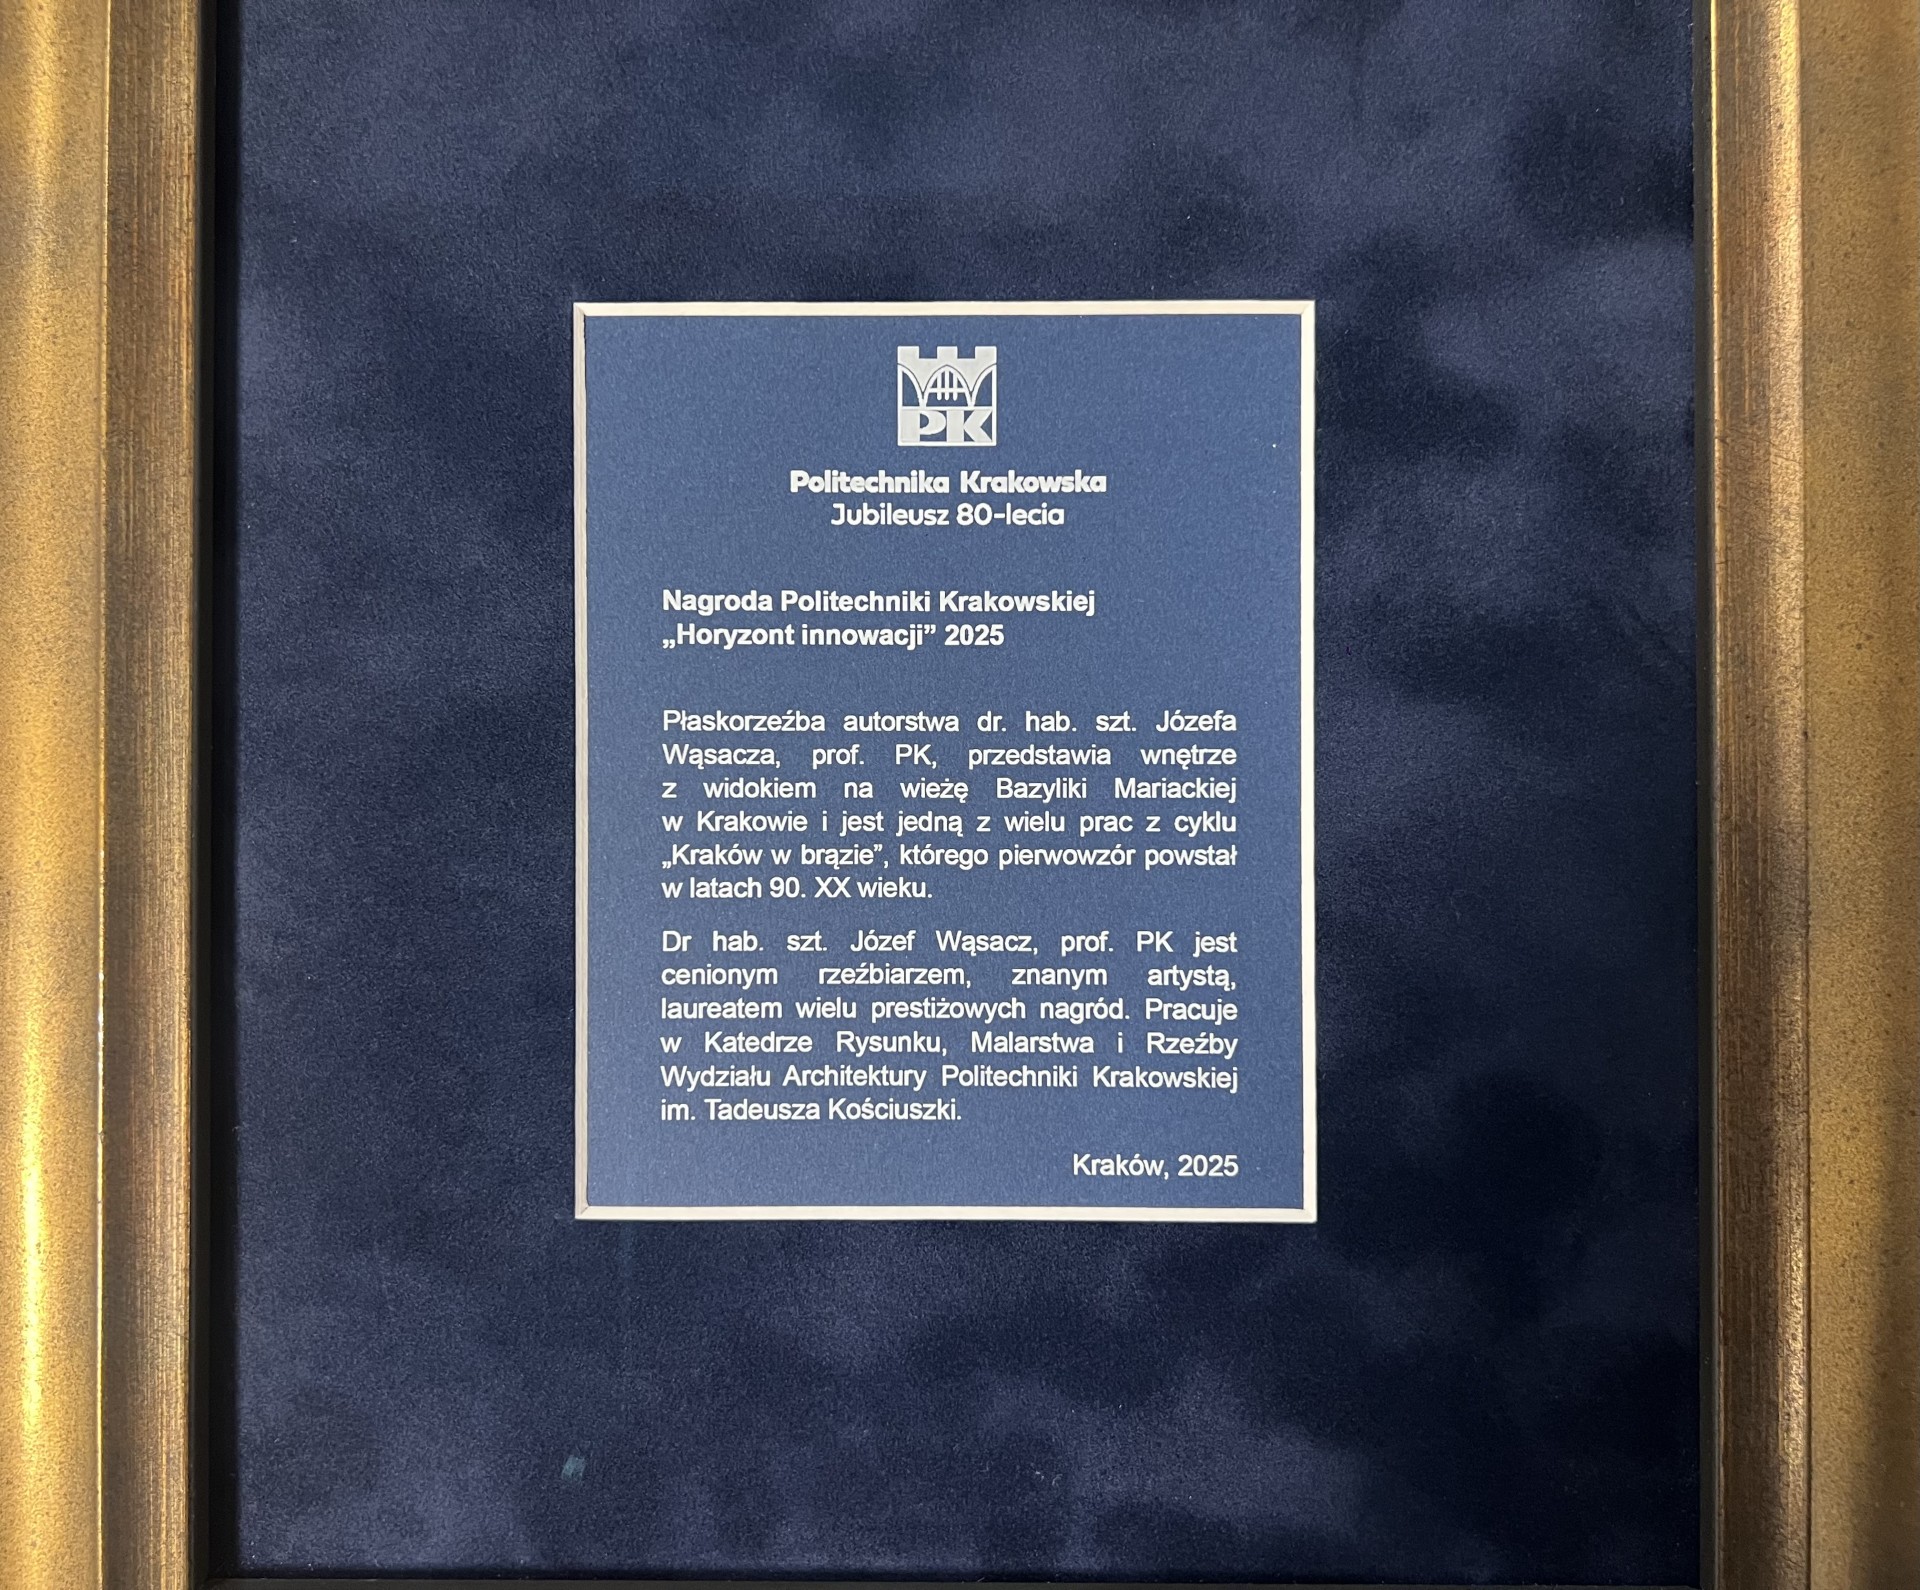 PK
Politechnika Krakowska
Jubileusz 80-lecia
Nagroda Politechniki Krakowskiej
„Horyzont innowacji” 2025
Płaskorzeźba autorstwa dr. hab. szt. Józefa
Wąsacza, prof. PK, przedstawia wnętrze
z widokiem na wieżę Bazyliki Mariackiej
w Krakowie i jest jedną z wielu prac z cyklu
„Kraków w brązie”, którego pierwowzór powstał
w latach 90. XX wieku.
Dr hab. szt. Józef Wąsacz, prof. PK jest
cenionym rzeźbiarzem, znanym artystą,
laureatem wielu prestiżowych nagród. Pracuje
w Katedrze Rysunku, Malarstwa i Rzeźby
Wydziału Architektury Politechniki Krakowskiej
im. Tadeusza Kościuszki.
Kraków, 2025